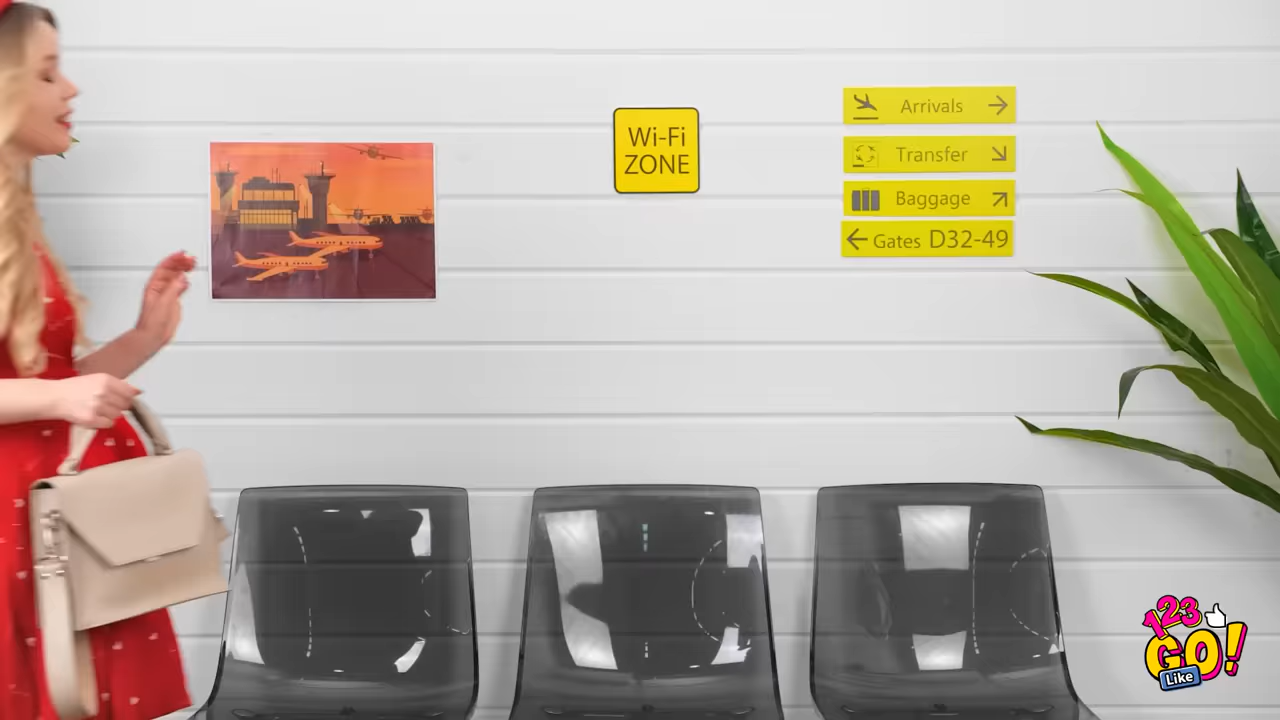 Wi-Fi
ZONE
Arrivals
Transfer
Baggage
Gates D32-49
123
GO!
Like